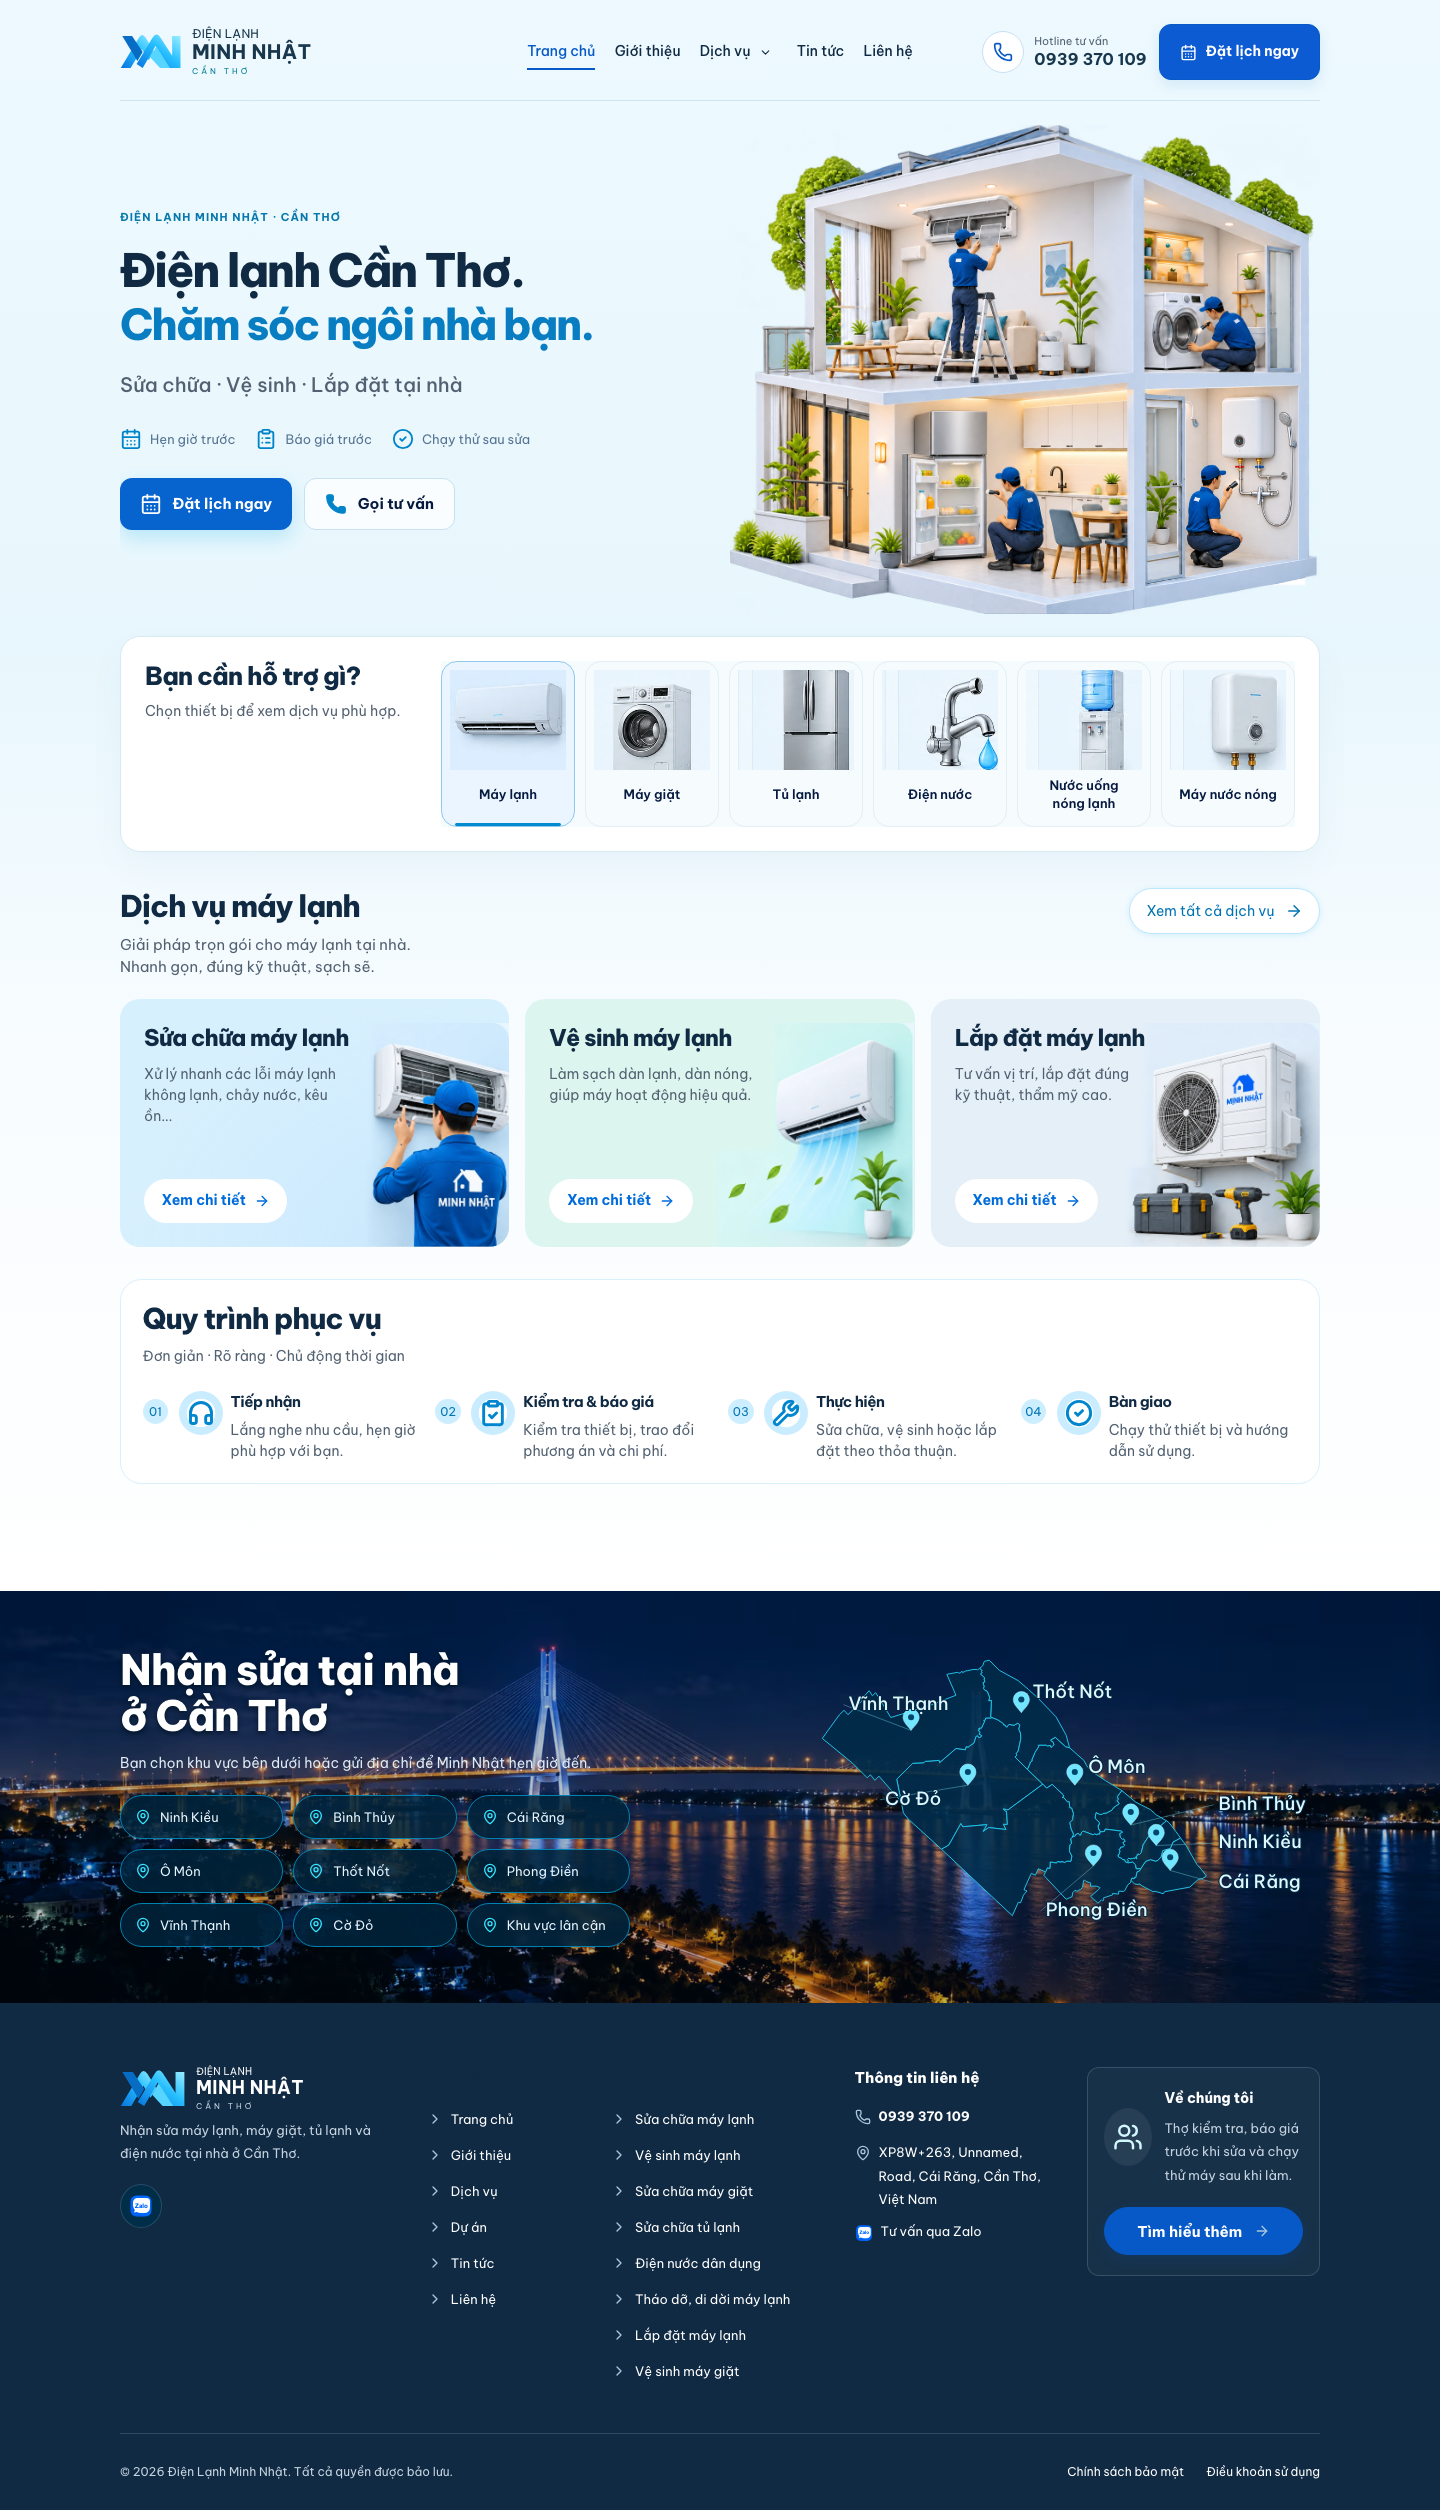 ĐIỆN LẠNH
MINH NHẬT
CẦN THƠ
Trang chủ
Giới thiệu
Dịch vụ
Tin tức
Liên hệ
Hotline tư vấn
0939 370 109
Đặt lịch ngay
ĐIỆN LẠNH MINH NHẬT · CẦN THƠ
Điện lạnh Cần Thơ.
Chăm sóc ngôi nhà bạn.
Sửa chữa · Vệ sinh · Lắp đặt tại nhà
Hẹn giờ trước
Báo giá trước
Chạy thử sau sửa
Đặt lịch ngay
Gọi tư vấn
Bạn cần hỗ trợ gì?
Chọn thiết bị để xem dịch vụ phù hợp.
Máy lạnh
Máy giặt
Tủ lạnh
Điện nước
Nước uống
nóng lạnh
Máy nước nóng
Dịch vụ máy lạnh
Giải pháp trọn gói cho máy lạnh tại nhà.
Nhanh gọn, đúng kỹ thuật, sạch sẽ.
Xem tất cả dịch vụ
Sửa chữa máy lạnh
Xử lý nhanh các lỗi máy lạnh
không lạnh, chảy nước, kêu
ồn...
Xem chi tiết
MINH NHẬT
Vệ sinh máy lạnh
Làm sạch dàn lạnh, dàn nóng,
giúp máy hoạt động hiệu quả.
Xem chi tiết
Lắp đặt máy lạnh
Tư vấn vị trí, lắp đặt đúng
kỹ thuật, thẩm mỹ cao.
Xem chi tiết
MINH NHẬT
Quy trình phục vụ
Đơn giản · Rõ ràng · Chủ động thời gian
01
Tiếp nhận
Lắng nghe nhu cầu, hẹn giờ
phù hợp với bạn.
02
Kiểm tra & báo giá
Kiểm tra thiết bị, trao đổi
phương án và chi phí.
03
Thực hiện
Sửa chữa, vệ sinh hoặc lắp
đặt theo thỏa thuận.
04
Bàn giao
Chạy thử thiết bị và hướng
dẫn sử dụng.
Nhận sửa tại nhà
ở Cần Thơ
Bạn chọn khu vực bên dưới hoặc gửi địa chỉ để Minh Nhật hẹn giờ đến.
Ninh Kiều
Bình Thủy
Cái Răng
Ô Môn
Thốt Nốt
Phong Điền
Vĩnh Thạnh
Cờ Đỏ
Khu vực lân cận
Vĩnh Thạnh
Thốt Nốt
Ô Môn
Cờ Đỏ
Bình Thủy
Ninh Kiều
Cái Răng
Phong Điền
ĐIỆN LẠNH
MINH NHẬT
CẦN THƠ
Nhận sửa máy lạnh, máy giặt, tủ lạnh và
điện nước tại nhà ở Cần Thơ.
Zalo
Trang chủ
Giới thiệu
Dịch vụ
Dự án
Tin tức
Liên hệ
Sửa chữa máy lạnh
Vệ sinh máy lạnh
Sửa chữa máy giặt
Sửa chữa tủ lạnh
Điện nước dân dụng
Tháo dỡ, di dời máy lạnh
Lắp đặt máy lạnh
Vệ sinh máy giặt
Thông tin liên hệ
0939 370 109
XP8W+263, Unnamed,
Road, Cái Răng, Cần Thơ,
Việt Nam
Zalo
Tư vấn qua Zalo
Về chúng tôi
Thợ kiểm tra, báo giá
trước khi sửa và chạy
thử máy sau khi làm.
Tìm hiểu thêm
© 2026 Điện Lạnh Minh Nhật. Tất cả quyền được bảo lưu.
Chính sách bảo mật
Điều khoản sử dụng